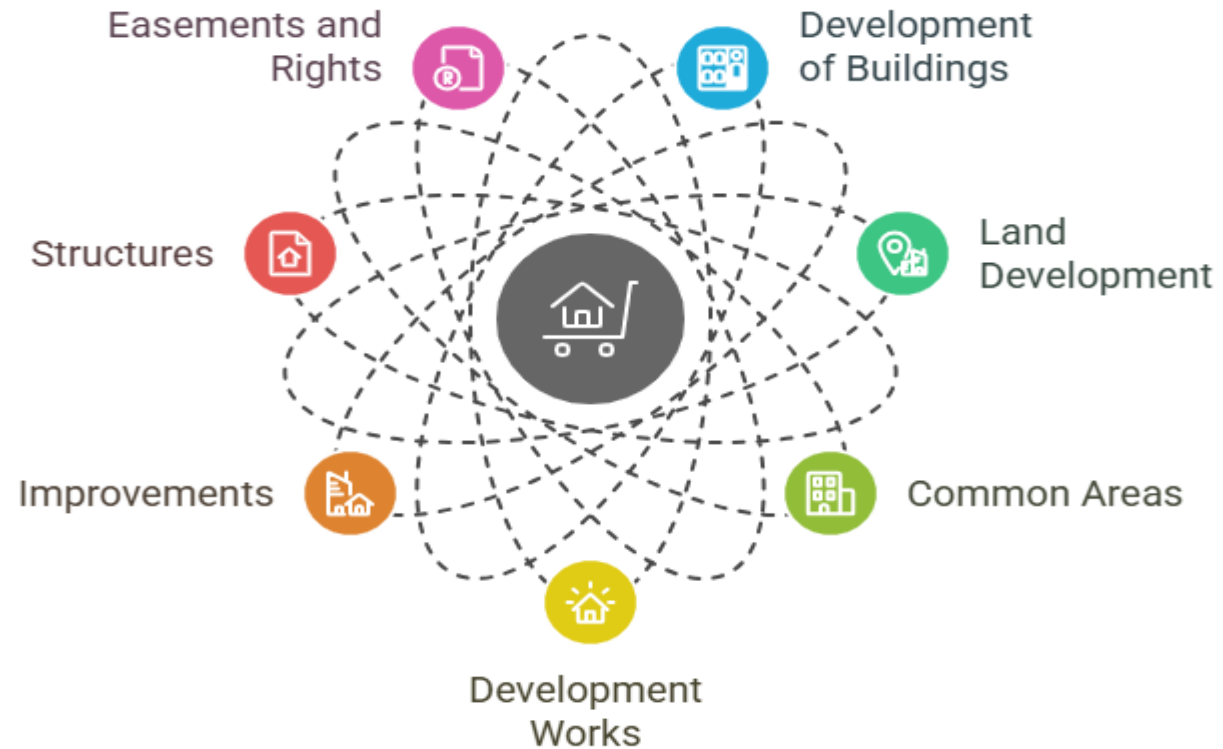 Easements and
Rights
Development
of Buildings
Structures
Land
Development
Improvements
Common Areas
Development
Works
R